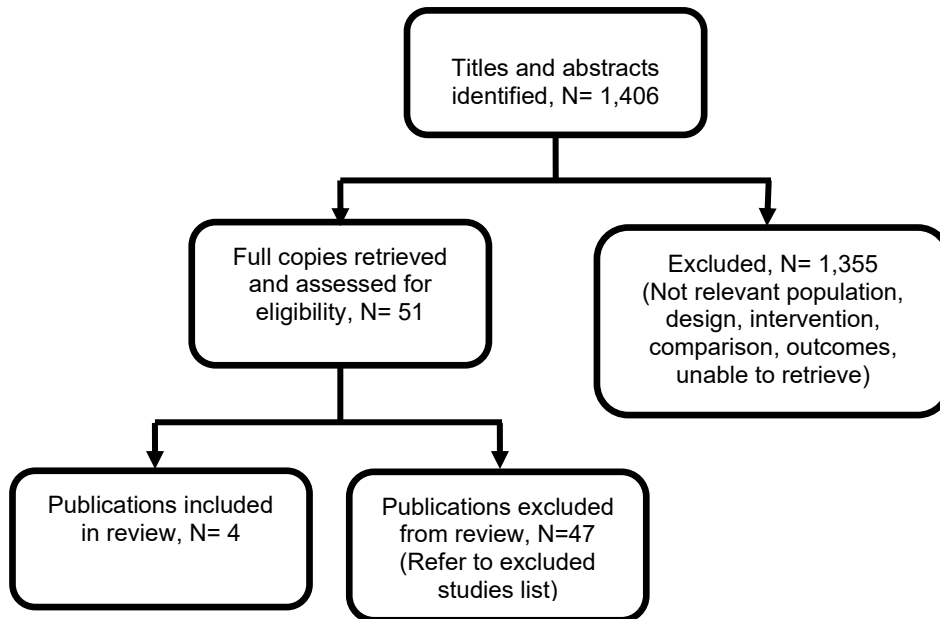 Titles and abstracts
identified, N= 1,406
Full copies retrieved
and assessed for
eligibility, N= 51
Excluded, N= 1,355
(Not relevant population,
design, intervention,
comparison, outcomes,
unable to retrieve)
Publications included
in review, N= 4
Publications excluded
from review, N=47
(Refer to excluded
studies list)